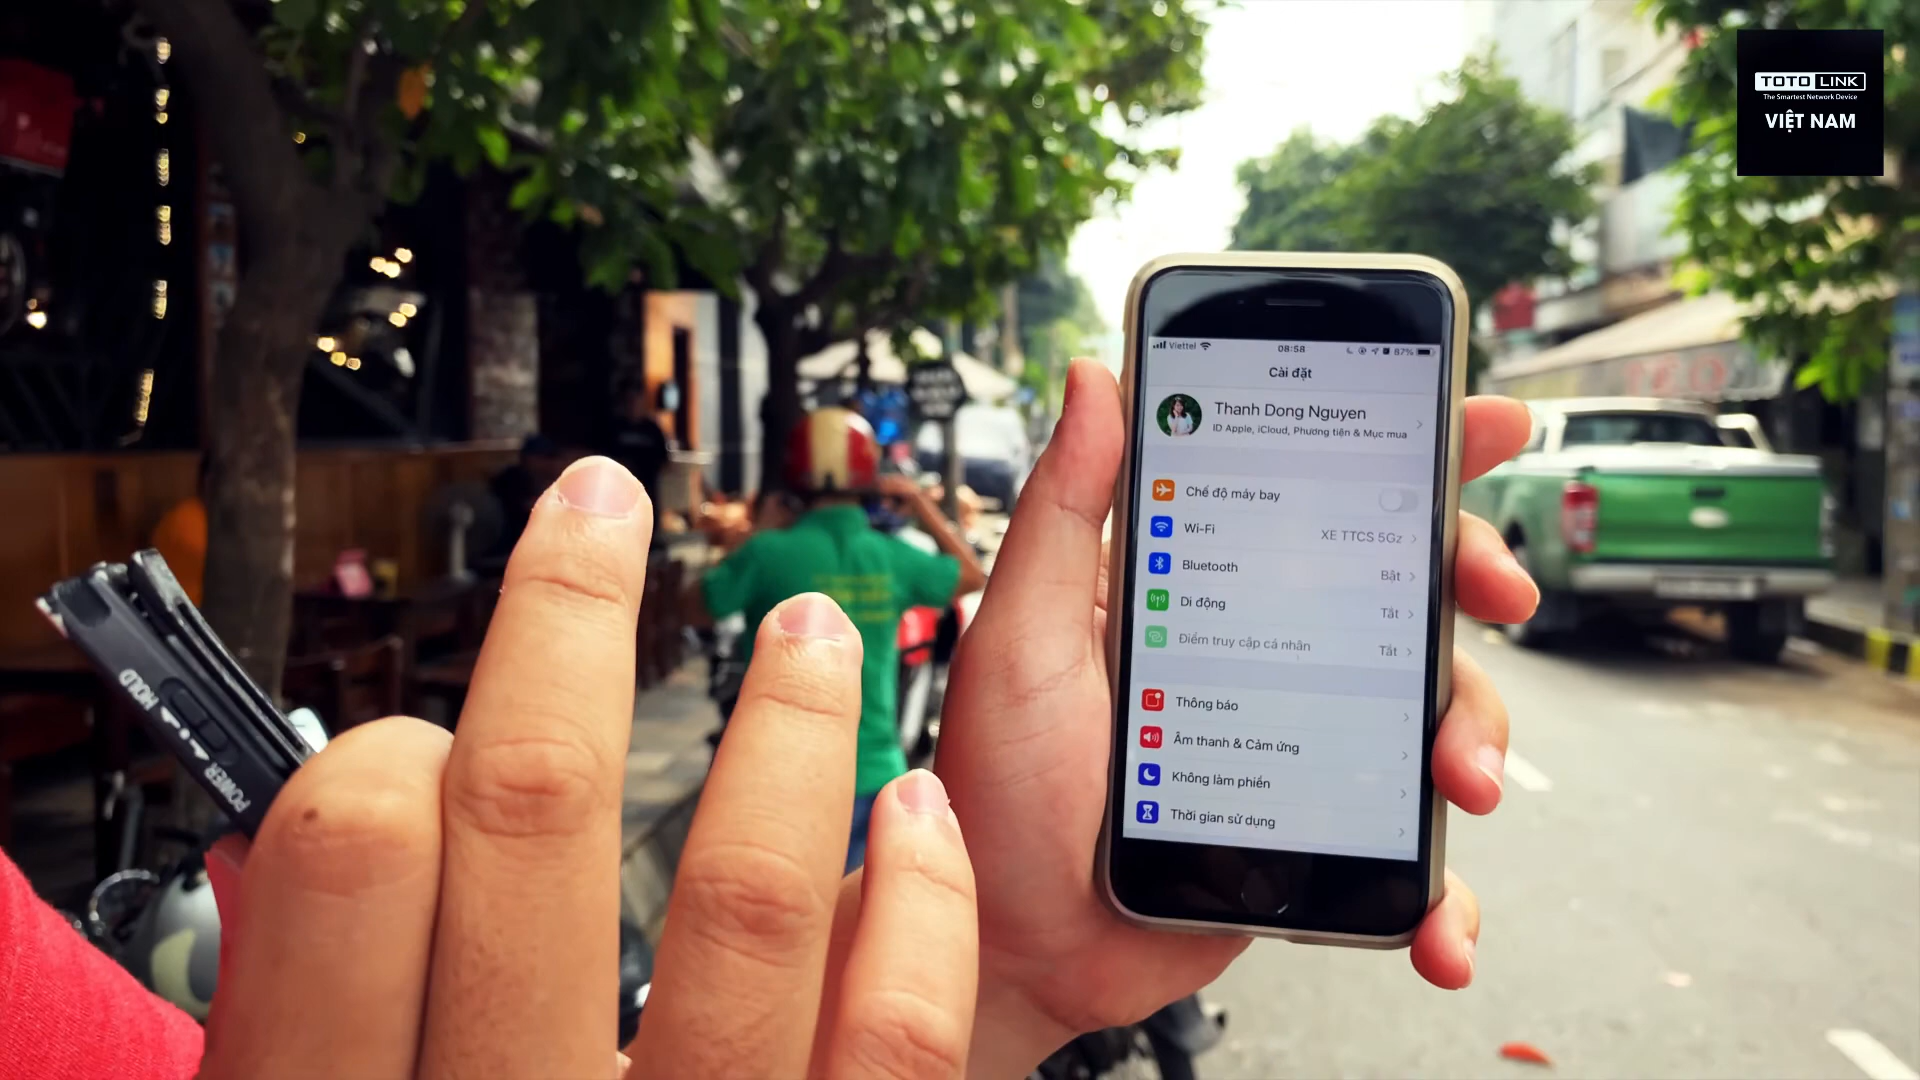 TOTO LINK
The Smartest Network Device
VIỆT NAM
Viettel
08:58
87%
Cài đặt
Thanh Dong Nguyen
ID Apple, iCloud, Phương tiện & Mục mua
Chế độ máy bay
Wi-Fi
XE TTCS 5Gz
Bluetooth
Bật
Di động
Tắt
Điểm truy cập cá nhân
Tắt
Thông báo
Âm thanh & Cảm ứng
Không làm phiền
Thời gian sử dụng
HOLD
POWER